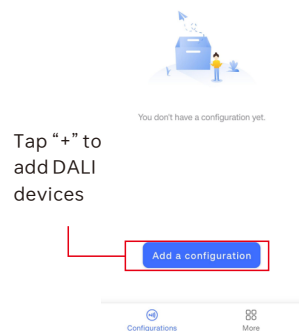 You don't have a configuration yet.
Tap “+” to
add DALI
devices
Add a configuration
Configurations
More